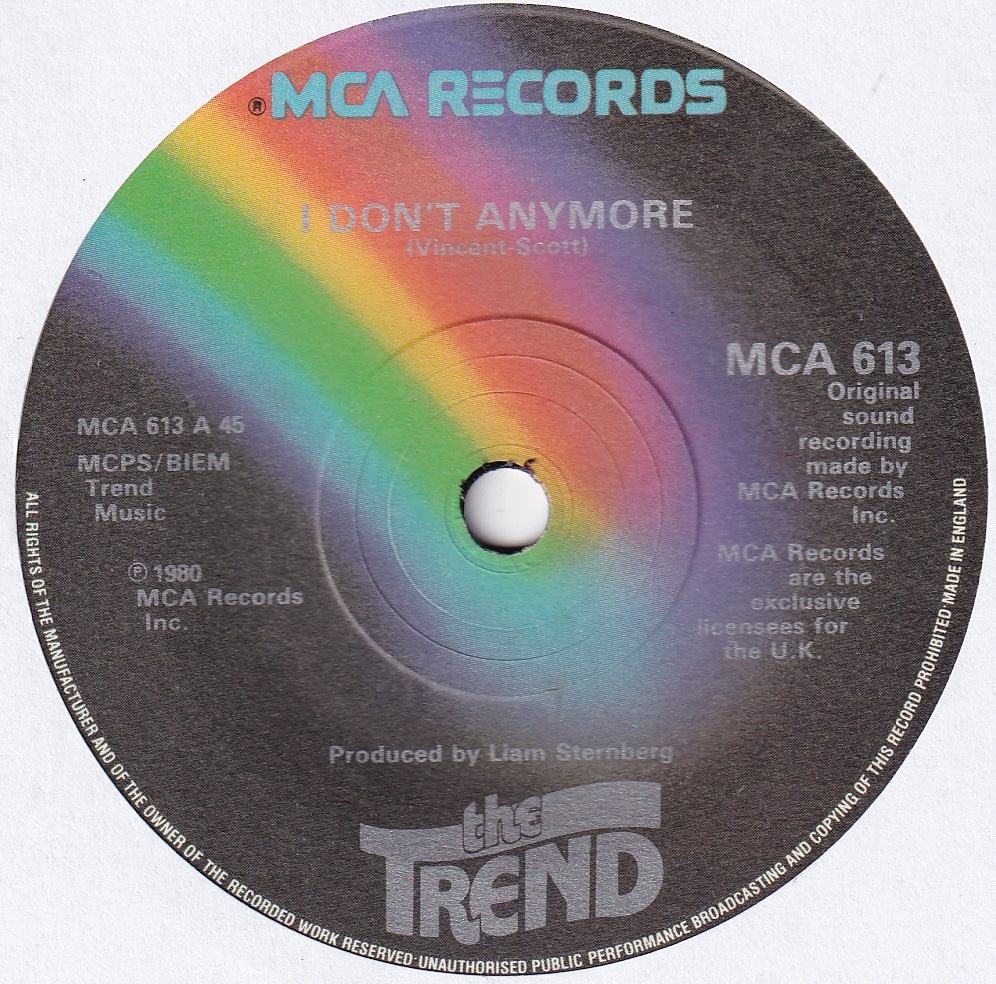 ® MCA RECORDS
I DON'T ANYMORE
(Vincent-Scott)
MCA 613
Original
sound
recording
made by
MCA Records
Inc.
MCA Records
are the
exclusive
licensees for
the U.K.
MCA 613 A 45
MCPS/BIEM
Trend
Music
℗ 1980
MCA Records
Inc.
Produced by Liam Sternberg
the
TREND
ALL RIGHTS OF THE MANUFACTURER AND OF THE OWNER OF THE RECORDED WORK RESERVED·UNAUTHORISED PUBLIC PERFORMANCE BROADCASTING AND COPYING OF THIS RECORD PROHIBITED·MADE IN ENGLAND